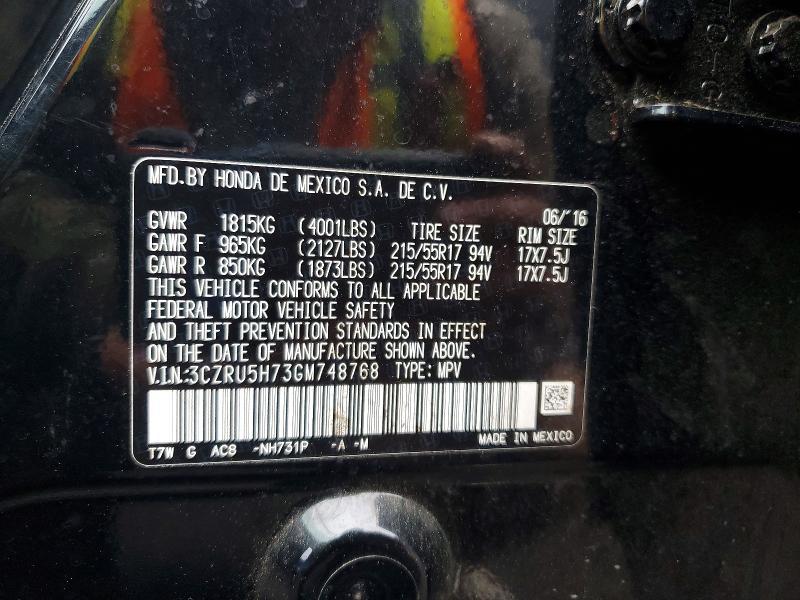 MFD.BY HONDA DE MEXICO S.A. DE C.V.
06/'16
GVWR 1815KG (4001LBS) TIRE SIZE RIM SIZE
GAWR F 965KG (2127LBS) 215/55R17 94V 17X7.5J
GAWR R 850KG (1873LBS) 215/55R17 94V 17X7.5J
THIS VEHICLE CONFORMS TO ALL APPLICABLE
FEDERAL MOTOR VEHICLE SAFETY
AND THEFT PREVENTION STANDARDS IN EFFECT
ON THE DATE OF MANUFACTURE SHOWN ABOVE.
V.I.N:3CZRU5H73GM748768 TYPE: MPV
T7W G AC8 -NH731P -A -M MADE IN MEXICO